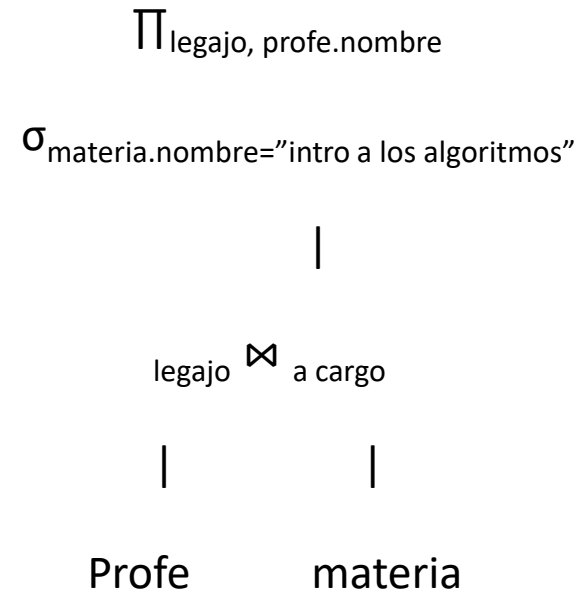 ∏legajo, profe.nombre
σmateria.nombre=”intro a los algoritmos”
|
legajo ⋈ a cargo
| |
Profe materia